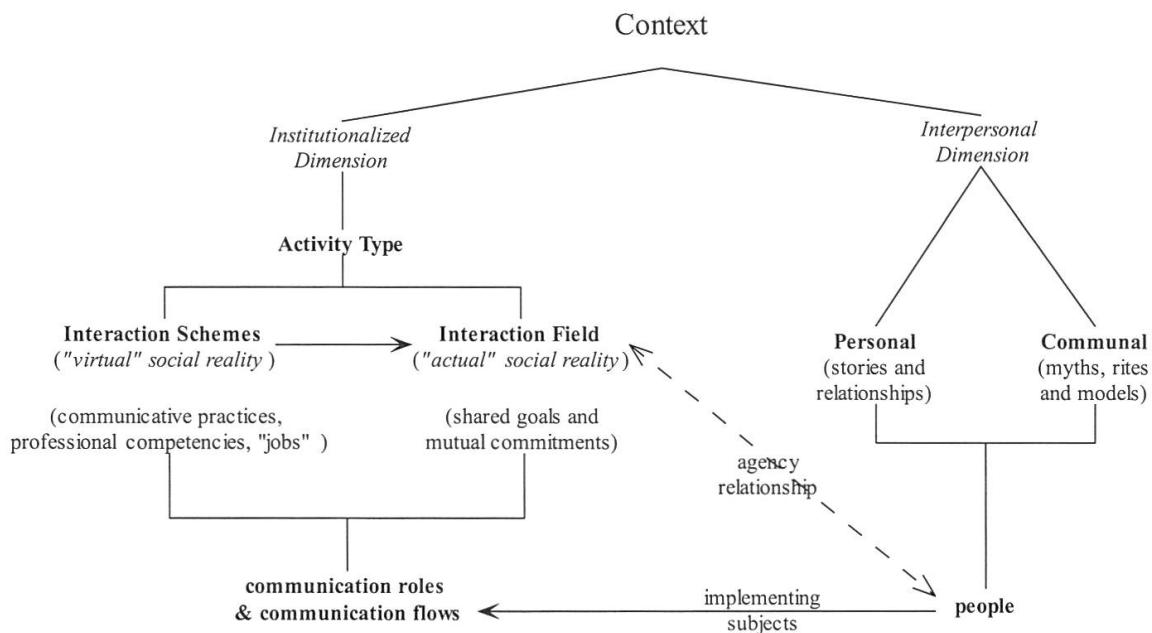 Context
Institutionalized
Dimension
Interpersonal
Dimension
Activity Type
Interaction Schemes
("virtual" social reality )
Interaction Field
("actual" social reality )
Personal
(stories and
relationships)
Communal
(myths, rites
and models)
(communicative practices,
professional competencies, "jobs" )
(shared goals and
mutual commitments)
agency
relationship
communication roles
& communication flows
implementing
subjects
people